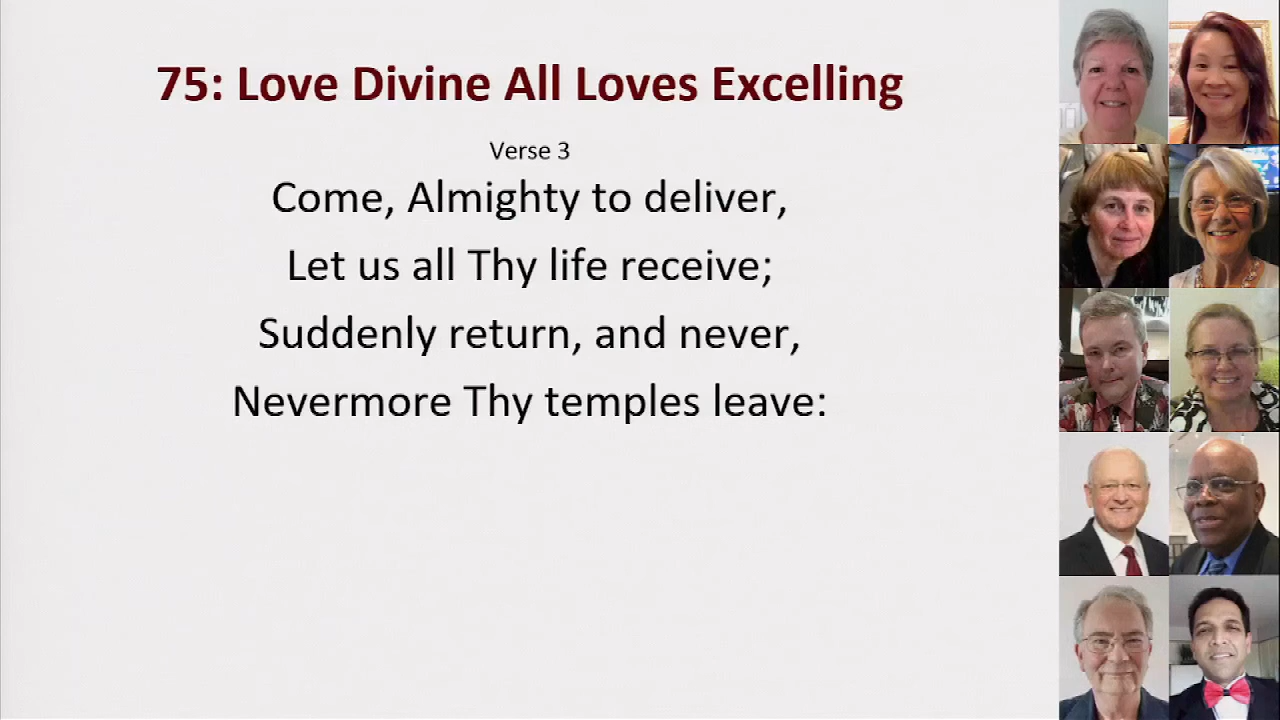 75: Love Divine All Loves Excelling
Verse 3
Come, Almighty to deliver,
Let us all Thy life receive;
Suddenly return, and never,
Nevermore Thy temples leave: